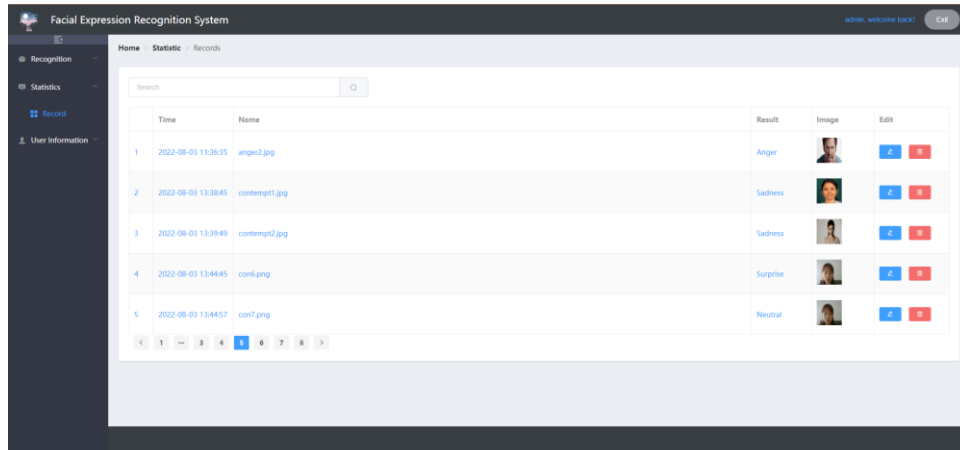 Facial Expression Recognition System
admin, welcome back! Exit
Home > Statistic > Records
Recognition
Statistics
Record
User Information
Search
Time Name Result Image Edit
1 2022-08-03 13:36:35 anger2.jpg Anger
2 2022-08-03 13:38:45 contempt1.jpg Sadness
3 2022-08-03 13:39:49 contempt2.jpg Sadness
4 2022-08-03 13:44:45 con6.png Surprise
5 2022-08-03 13:44:57 con7.png Neutral
< 1 ··· 3 4 5 6 7 8 >